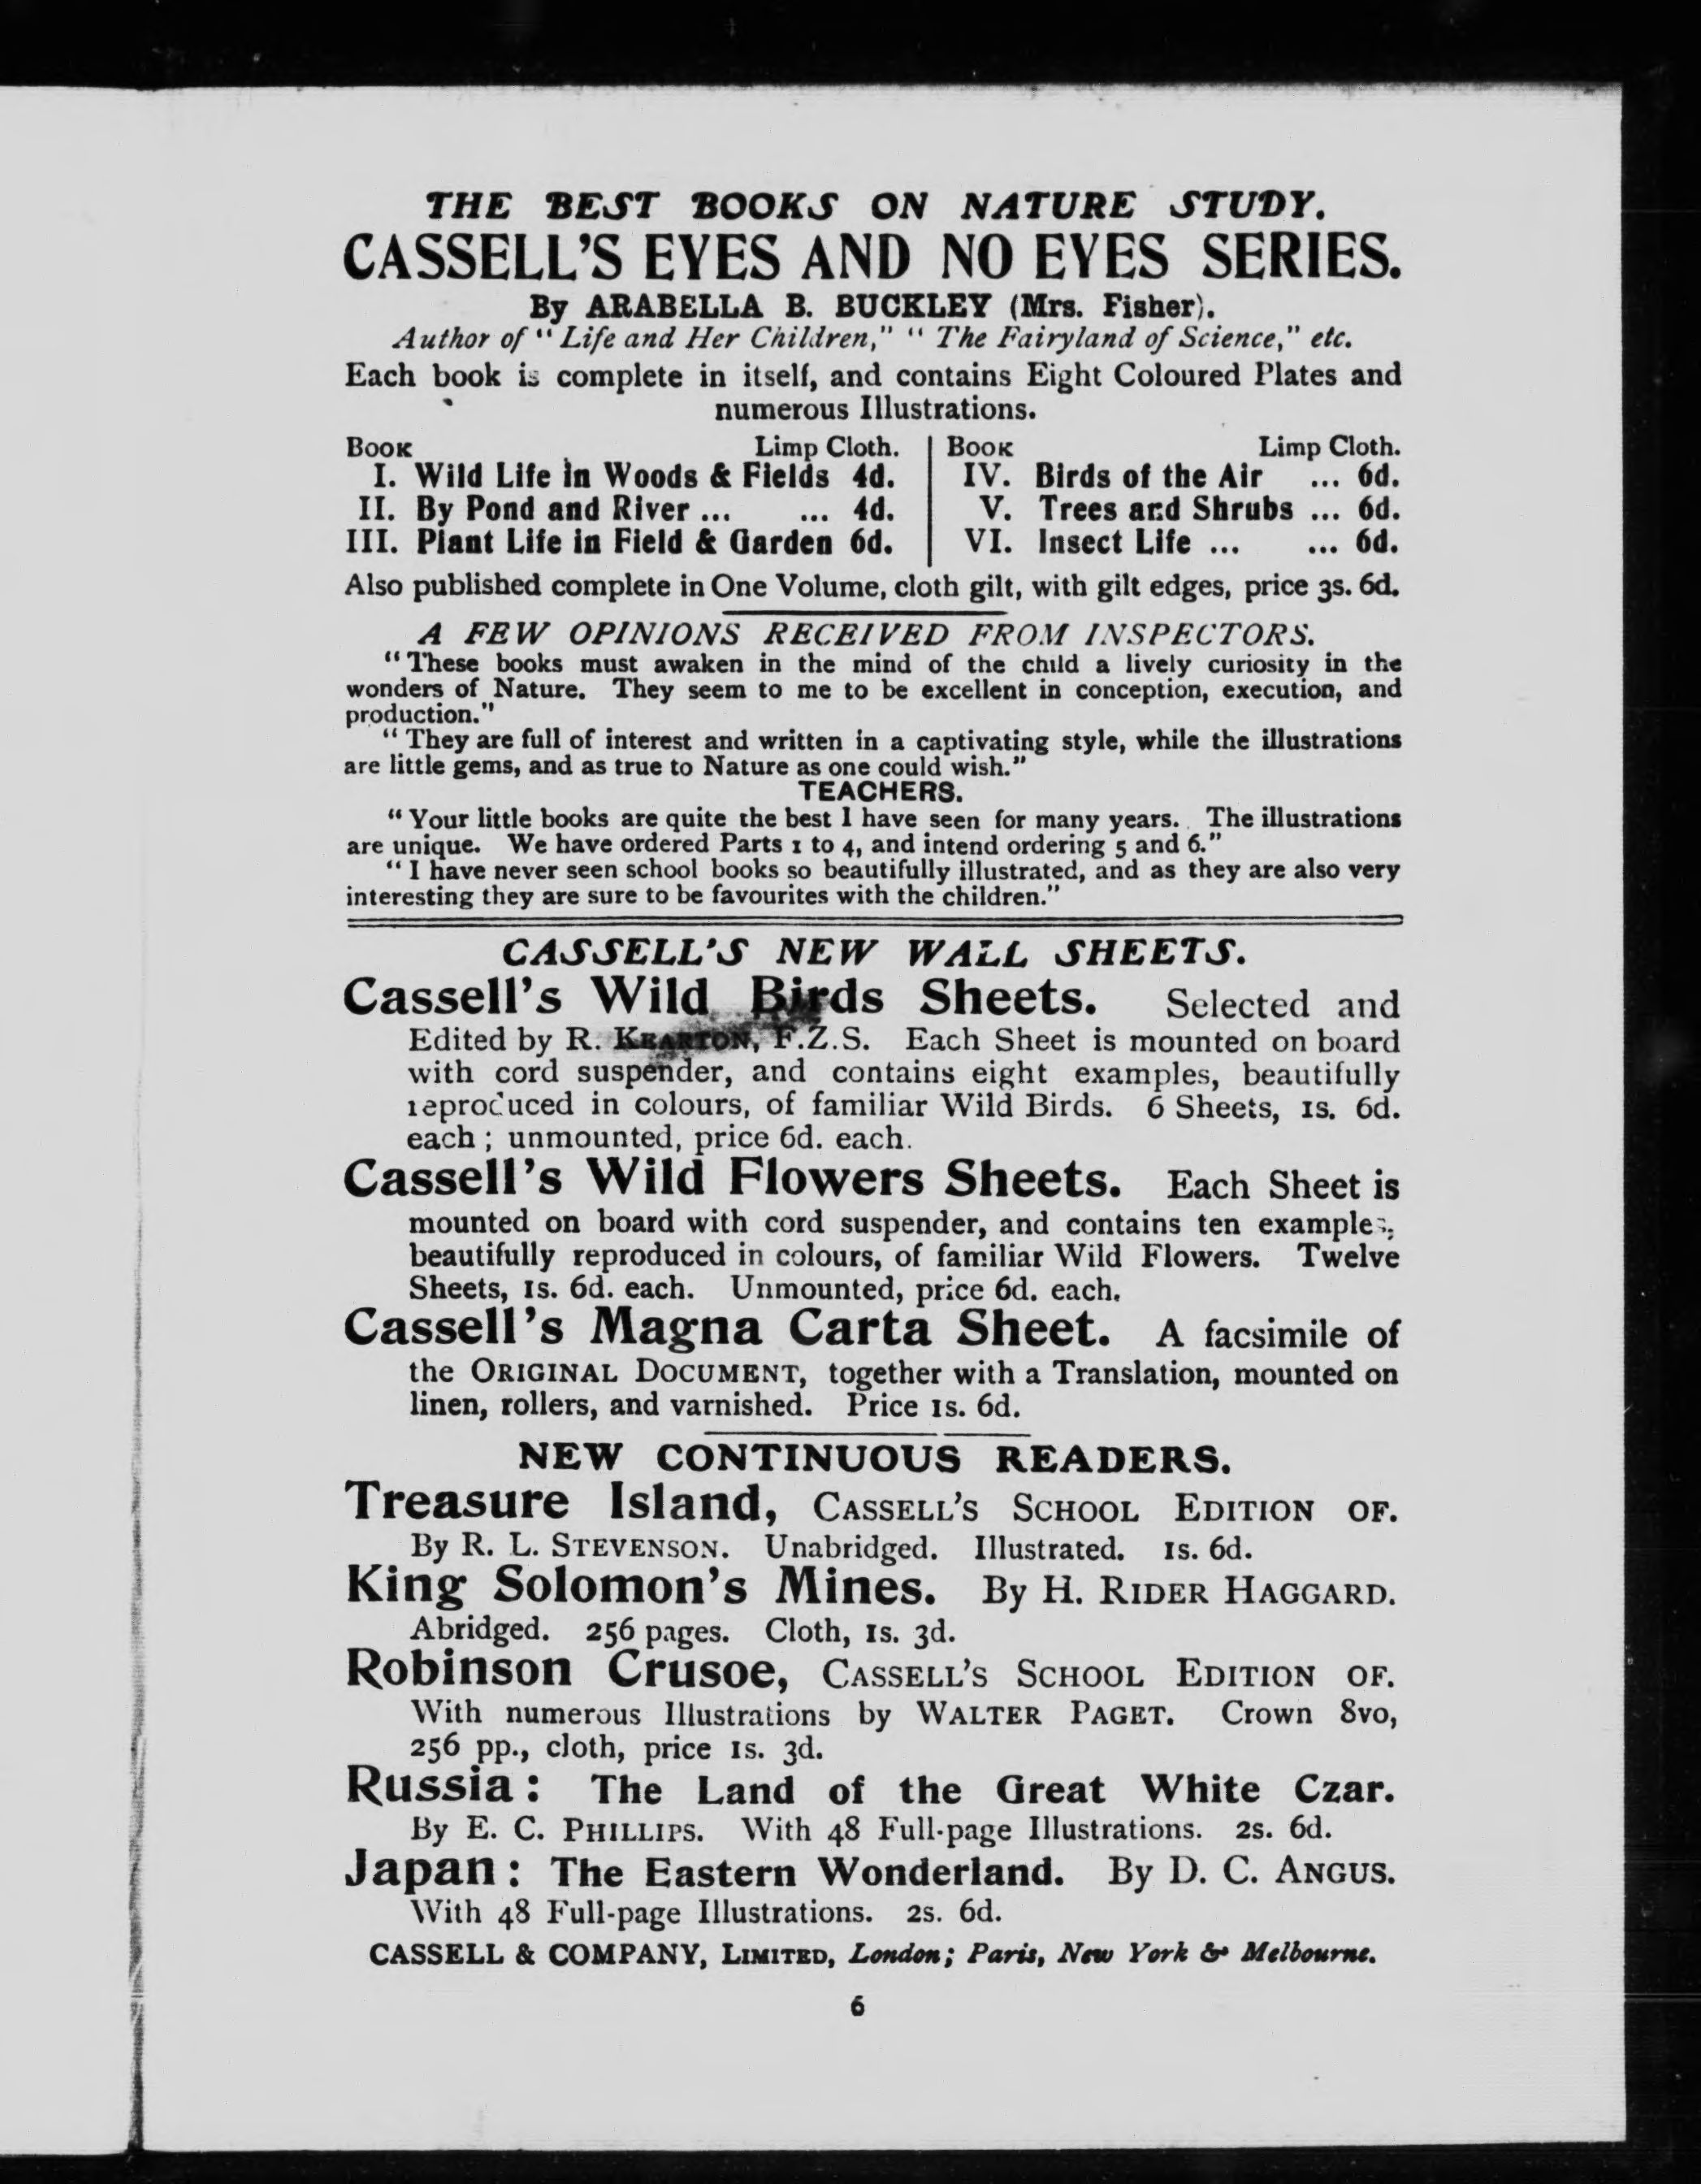 THE BEST BOOKS ON NATURE STUDY.
CASSELL'S EYES AND NO EYES SERIES.
By ARABELLA B. BUCKLEY (Mrs. Fisher).
Author of "Life and Her Children," "The Fairyland of Science," etc.
Each book is complete in itself, and contains Eight Coloured Plates and
numerous Illustrations.
BOOK Limp Cloth.
I. Wild Life in Woods & Fields 4d.
II. By Pond and River ... ... 4d.
III. Plant Life in Field & Garden 6d.
BOOK Limp Cloth.
IV. Birds of the Air ... 6d.
V. Trees and Shrubs ... 6d.
VI. Insect Life ... ... 6d.
Also published complete in One Volume, cloth gilt, with gilt edges, price 3s. 6d.
A FEW OPINIONS RECEIVED FROM INSPECTORS.
"These books must awaken in the mind of the child a lively curiosity in the
wonders of Nature. They seem to me to be excellent in conception, execution, and
production."
"They are full of interest and written in a captivating style, while the illustrations
are little gems, and as true to Nature as one could wish."
TEACHERS.
"Your little books are quite the best I have seen for many years. The illustrations
are unique. We have ordered Parts 1 to 4, and intend ordering 5 and 6."
"I have never seen school books so beautifully illustrated, and as they are also very
interesting they are sure to be favourites with the children."
CASSELL'S NEW WALL SHEETS.
Cassell's Wild Birds Sheets. Selected and
Edited by R. KEARTON, F.Z.S. Each Sheet is mounted on board
with cord suspender, and contains eight examples, beautifully
reproduced in colours, of familiar Wild Birds. 6 Sheets, 1s. 6d.
each; unmounted, price 6d. each.
Cassell's Wild Flowers Sheets. Each Sheet is
mounted on board with cord suspender, and contains ten examples,
beautifully reproduced in colours, of familiar Wild Flowers. Twelve
Sheets, 1s. 6d. each. Unmounted, price 6d. each.
Cassell's Magna Carta Sheet. A facsimile of
the ORIGINAL DOCUMENT, together with a Translation, mounted on
linen, rollers, and varnished. Price 1s. 6d.
NEW CONTINUOUS READERS.
Treasure Island, CASSELL'S SCHOOL EDITION OF.
By R. L. STEVENSON. Unabridged. Illustrated. 1s. 6d.
King Solomon's Mines. By H. RIDER HAGGARD.
Abridged. 256 pages. Cloth, 1s. 3d.
Robinson Crusoe, CASSELL'S SCHOOL EDITION OF.
With numerous Illustrations by WALTER PAGET. Crown 8vo,
256 pp., cloth, price 1s. 3d.
Russia: The Land of the Great White Czar.
By E. C. PHILLIPS. With 48 Full-page Illustrations. 2s. 6d.
Japan: The Eastern Wonderland. By D. C. ANGUS.
With 48 Full-page Illustrations. 2s. 6d.
CASSELL & COMPANY, LIMITED, London; Paris, New York & Melbourne.
6